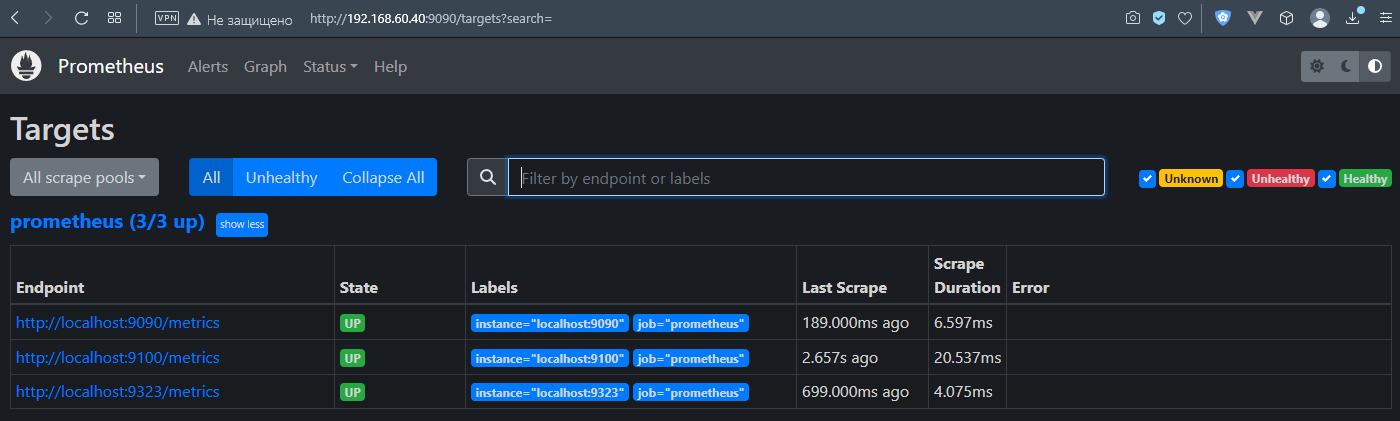 VPN Не защищено http://192.168.60.40:9090/targets?search=
Prometheus Alerts Graph Status Help
Targets
All scrape pools All Unhealthy Collapse All Filter by endpoint or labels Unknown Unhealthy Healthy
prometheus (3/3 up) show less
Endpoint State Labels Last Scrape Scrape Duration Error
http://localhost:9090/metrics UP instance="localhost:9090" job="prometheus" 189.000ms ago 6.597ms
http://localhost:9100/metrics UP instance="localhost:9100" job="prometheus" 2.657s ago 20.537ms
http://localhost:9323/metrics UP instance="localhost:9323" job="prometheus" 699.000ms ago 4.075ms